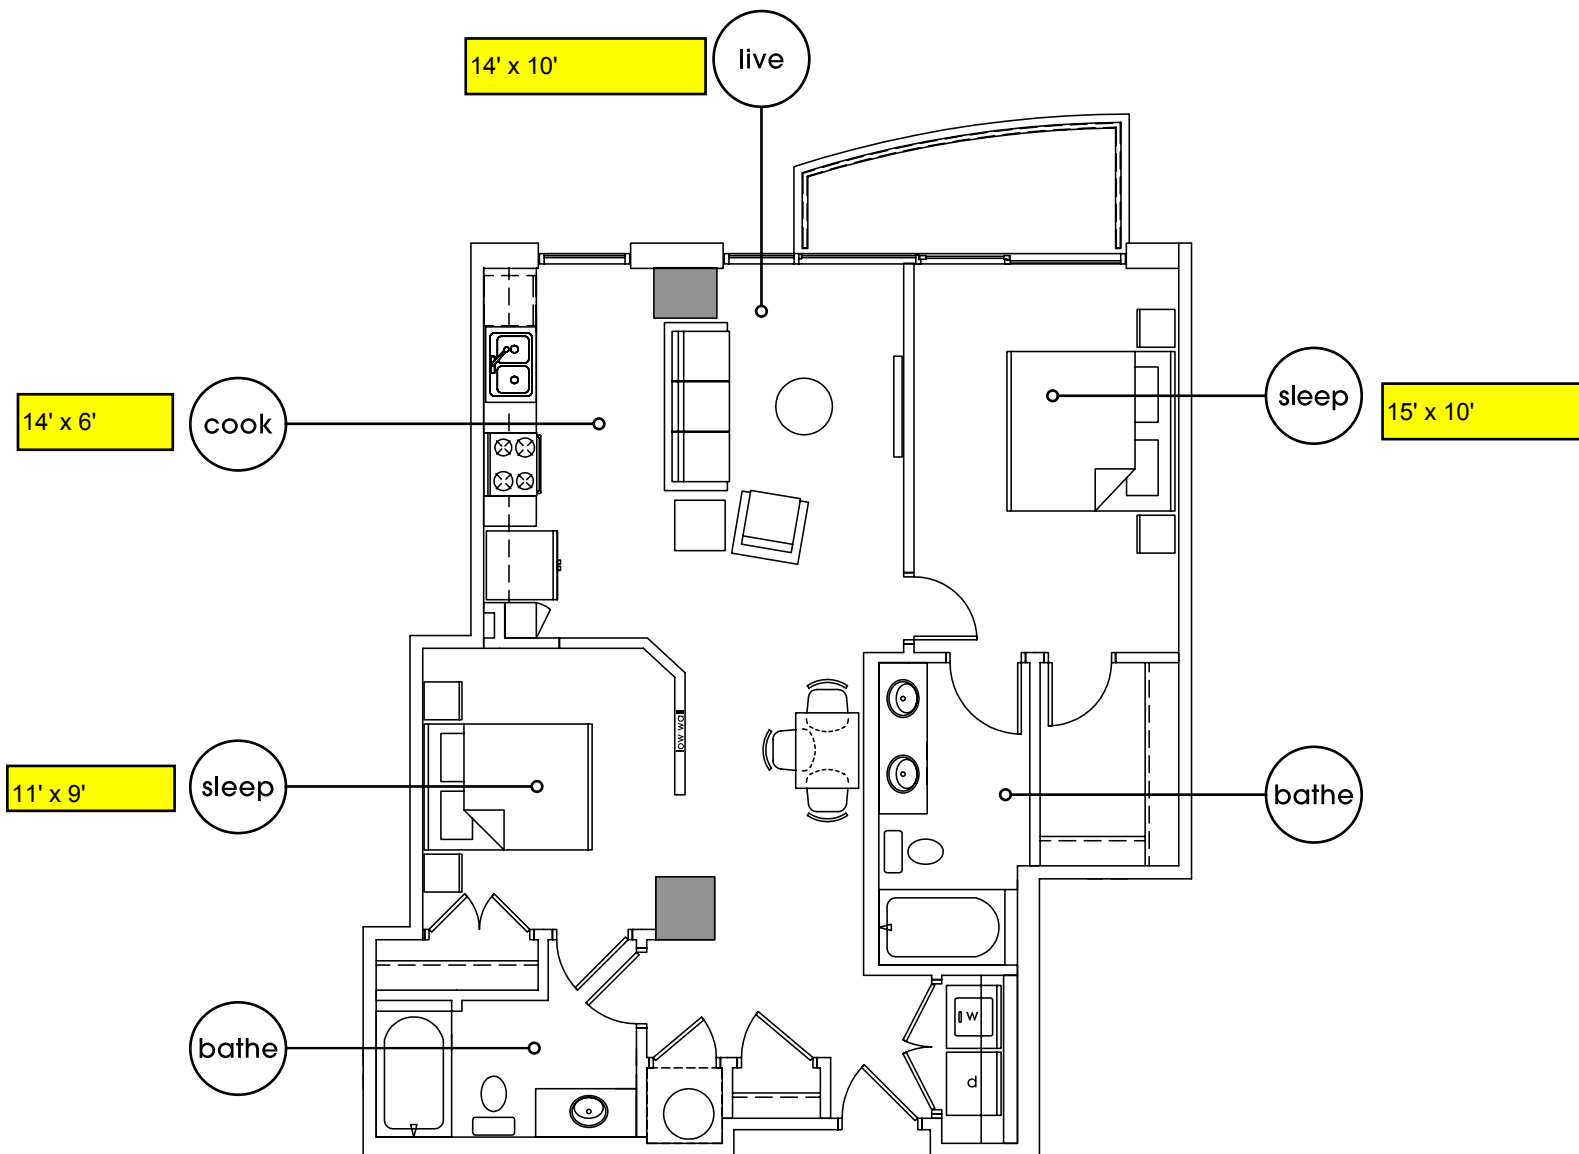 14' x 10'
live
14' x 6'
cook
sleep
15' x 10'
low wall
11' x 9'
sleep
bathe
bathe
w
d